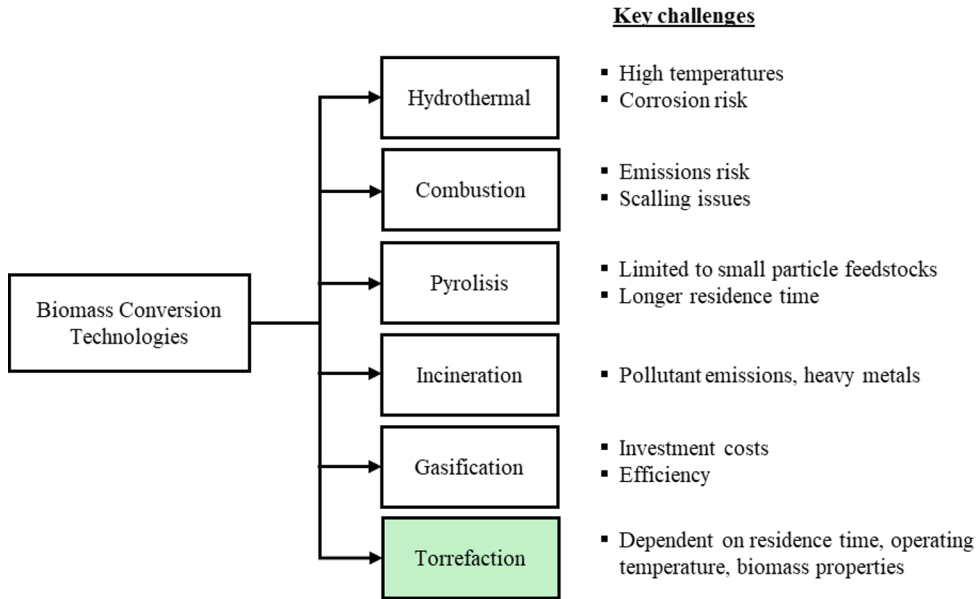 Key challenges
Hydrothermal
▪ High temperatures
▪ Corrosion risk
Combustion
▪ Emissions risk
▪ Scalling issues
Biomass Conversion
Technologies
Pyrolisis
▪ Limited to small particle feedstocks
▪ Longer residence time
Incineration
▪ Pollutant emissions, heavy metals
Gasification
▪ Investment costs
▪ Efficiency
Torrefaction
▪ Dependent on residence time, operating
temperature, biomass properties